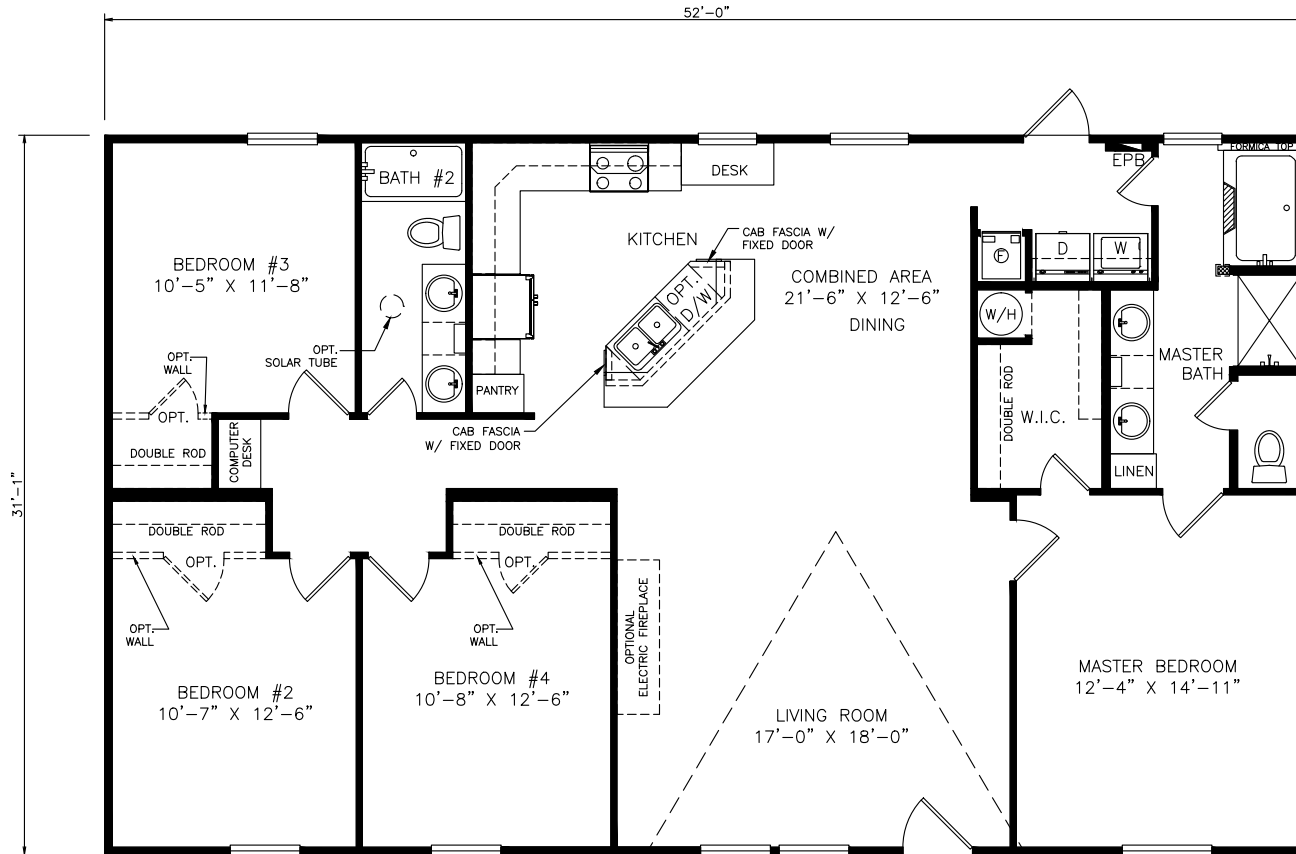 52'-0"
31'-1"
BATH #2
BEDROOM #3
10'-5" X 11'-8"
OPT.
SOLAR TUBE
OPT.
WALL
OPT.
DOUBLE ROD
COMPUTER
DESK
PANTRY
DESK
KITCHEN
CAB FASCIA W/
FIXED DOOR
OPT.
D/W
CAB FASCIA
W/ FIXED DOOR
COMBINED AREA
21'-6" X 12'-6"
DINING
EPB
FORMICA TOP
F
D
W
W/H
DOUBLE ROD
W.I.C.
MASTER
BATH
LINEN
DOUBLE ROD
OPT.
OPT.
WALL
BEDROOM #2
10'-7" X 12'-6"
DOUBLE ROD
OPT.
OPT.
WALL
BEDROOM #4
10'-8" X 12'-6"
OPTIONAL
ELECTRIC FIREPLACE
LIVING ROOM
17'-0" X 18'-0"
MASTER BEDROOM
12'-4" X 14'-11"